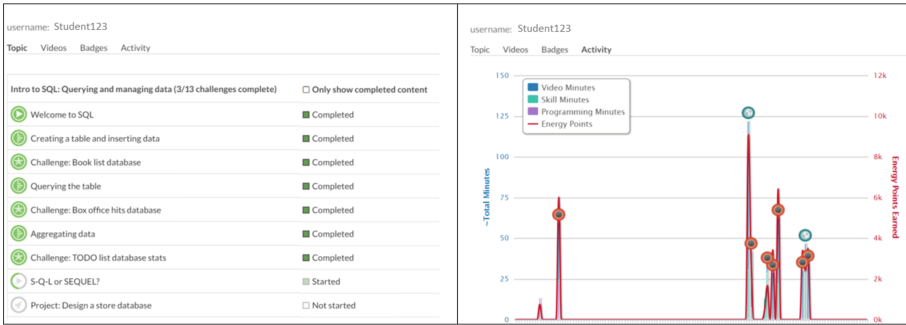 username: Student123
Topic Videos Badges Activity
Intro to SQL: Querying and managing data (3/13 challenges complete) Only show completed content
Welcome to SQL Completed
Creating a table and inserting data Completed
Challenge: Book list database Completed
Querying the table Completed
Challenge: Box office hits database Completed
Aggregating data Completed
Challenge: TODO list database stats Completed
S-Q-L or SEQUEL? Started
Project: Design a store database Not started
username: Student123
Topic Videos Badges Activity
150 12k
Video Minutes
Skill Minutes
Programming Minutes
Energy Points
125 10k
100 8k
75 6k
50 4k
25 2k
0 0k
~Total Minutes
Energy Points Earned